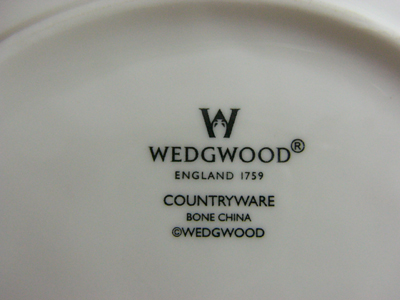 W
WEDGWOOD®
ENGLAND 1759
COUNTRYWARE
BONE CHINA
©WEDGWOOD